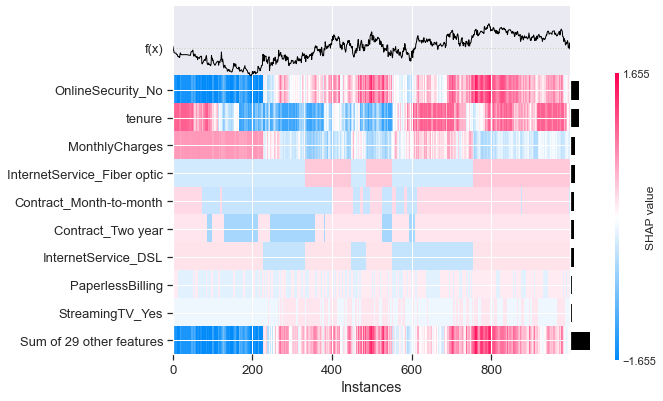 f(x)
OnlineSecurity_No
tenure
MonthlyCharges
InternetService_Fiber optic
Contract_Month-to-month
Contract_Two year
InternetService_DSL
PaperlessBilling
StreamingTV_Yes
Sum of 29 other features
0 200 400 600 800
Instances
1.655
SHAP value
−1.655